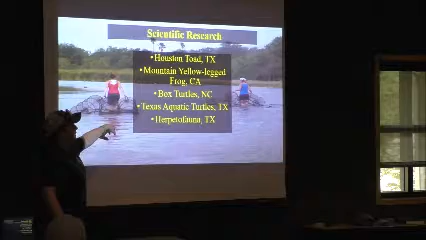 Scientific Research
•Houston Toad, TX
•Mountain Yellow-legged
Frog, CA
•Box Turtles, NC
•Texas Aquatic Turtles, TX
•Herpetofauna, TX